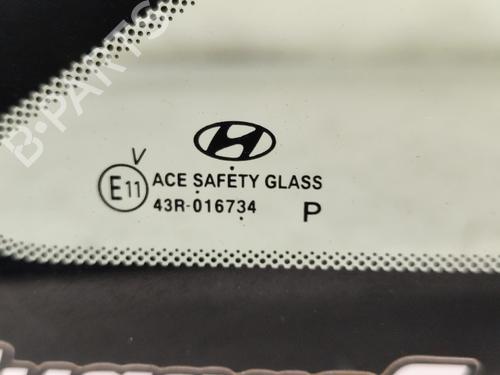 B-PARTS
V
E11 ACE SAFETY GLASS
43R-016734 P